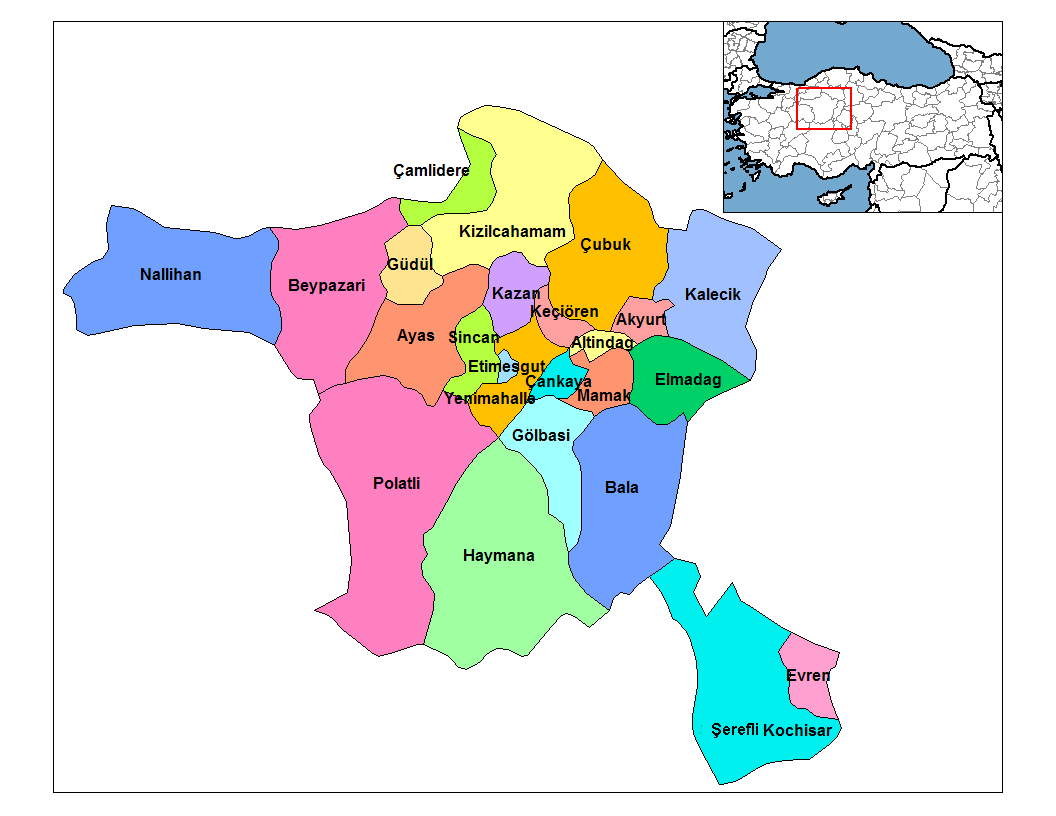 Çamlidere
Kizilcahamam
Çubuk
Güdül
Nallihan
Beypazari
Kazan
Kalecik
Keçiören
Akyurt
Ayas
Sincan
Altindag
Etimesgut
Çankaya
Elmadag
Mamak
Yenimahalle
Gölbasi
Polatli
Bala
Haymana
Evren
Şerefli Kochisar